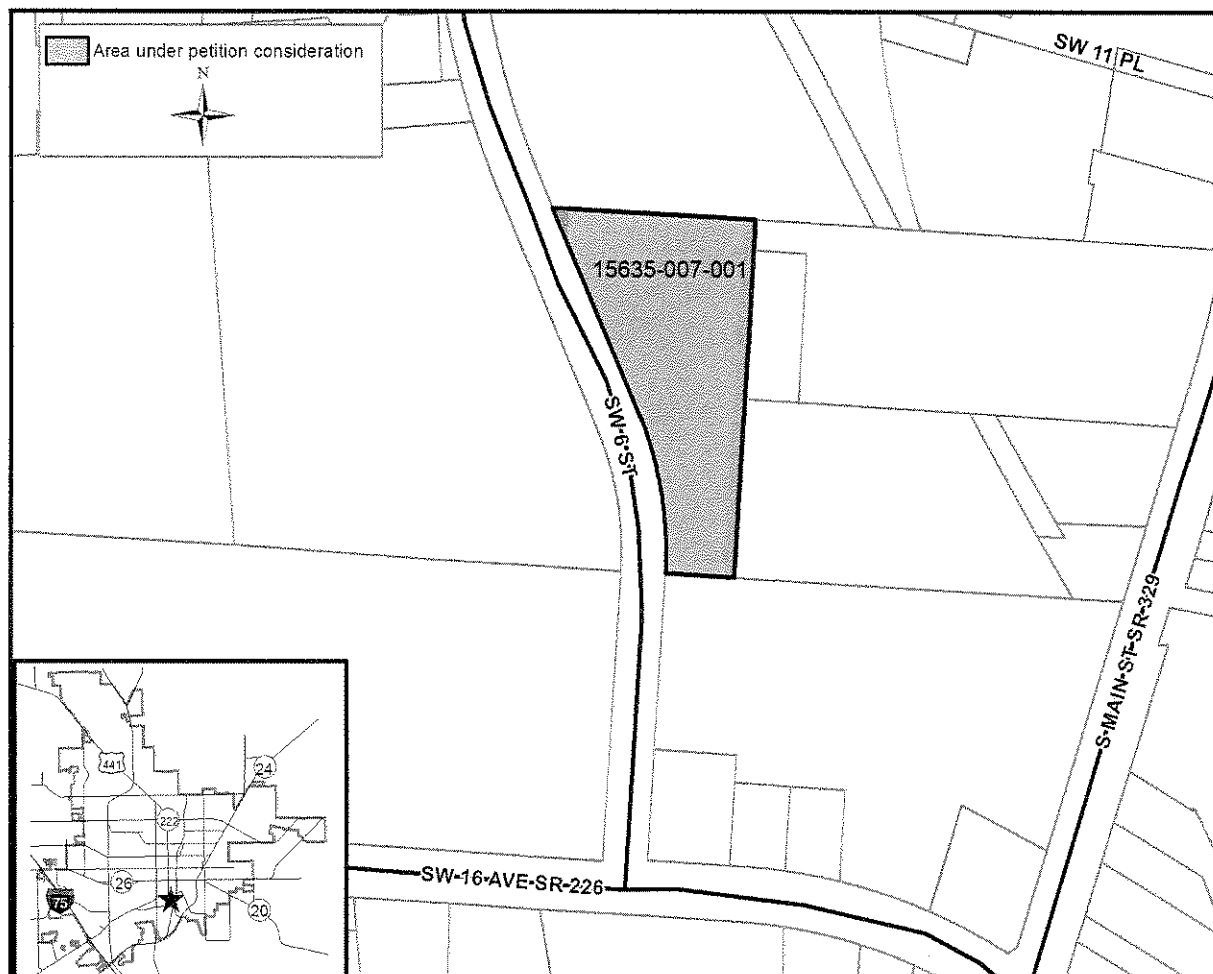 Area under petition consideration
N
SW 11 PL
15635-007-001
SW 6 ST
S MAIN ST SR 329
SW 16 AVE SR 226
441
24
222
26
75
20